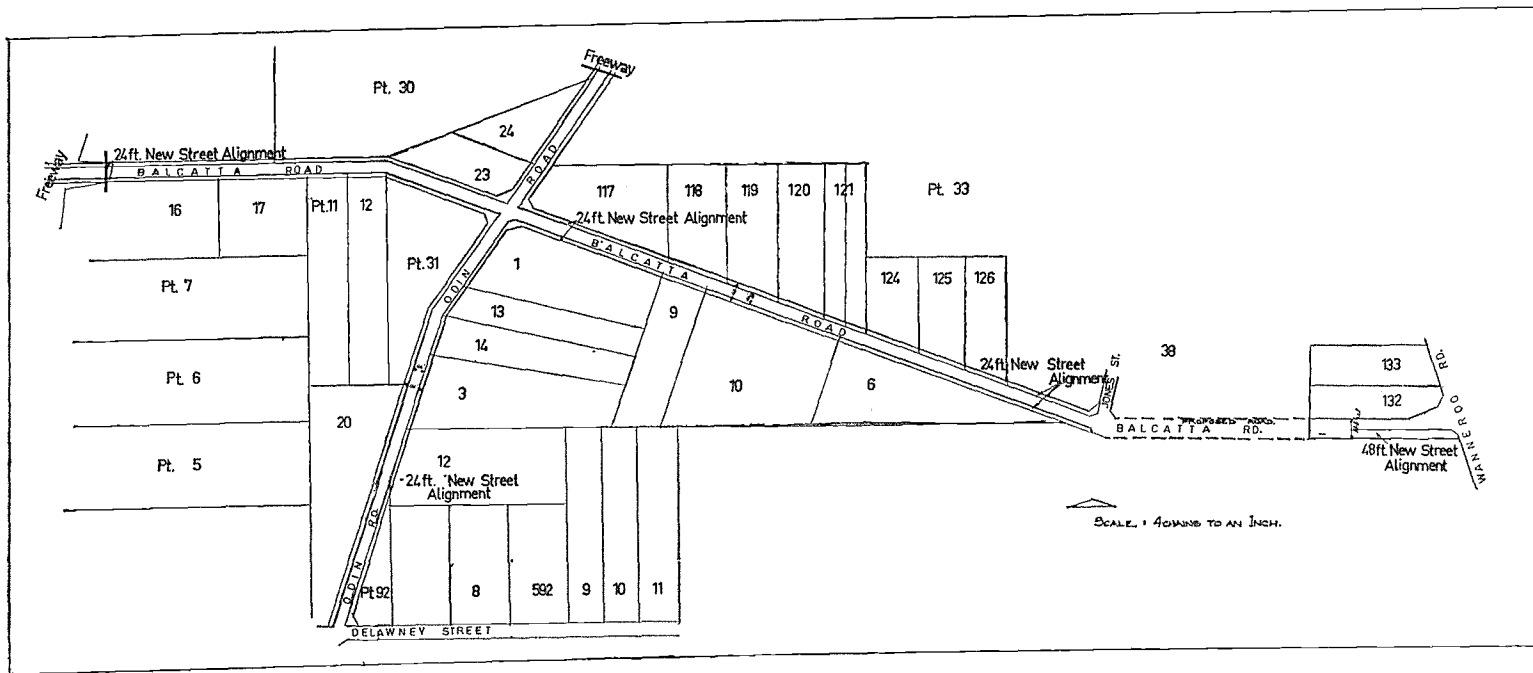 Freeway
Pt. 30
24
24ft. New Street Alignment
BALCATTA ROAD
Freeway
23
ROAD
16
17
Pt.11
12
117
118
119
120
121
Pt. 33
24ft. New Street Alignment
BALCATTA
ROAD
Pt.31
ODIN
1
Pt. 7
13
14
9
124
125
126
38
24ft. New Street
Alignment
JONES ST.
133
132
WANNEROO RD.
Pt. 6
3
10
6
PROPOSED ROAD.
BALCATTA RD.
48ft. New Street
Alignment
20
Pt. 5
12
24ft. New Street
Alignment
SCALE : 4 CHAINS TO AN INCH.
ODIN RD.
Pt.92
8
592
9
10
11
DELAWNEY STREET